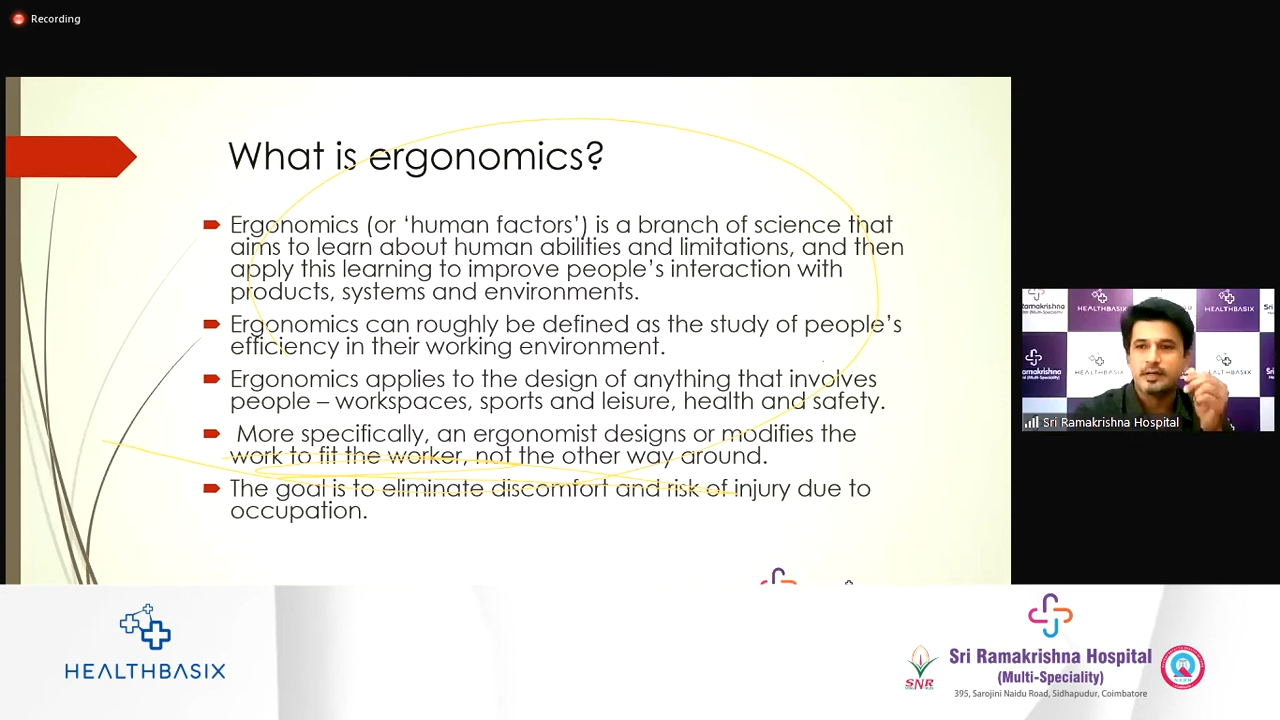 Recording
What is ergonomics?
Ergonomics (or ‘human factors’) is a branch of science that
aims to learn about human abilities and limitations, and then
apply this learning to improve people’s interaction with
products, systems and environments.
Ergonomics can roughly be defined as the study of people’s
efficiency in their working environment.
Ergonomics applies to the design of anything that involves
people – workspaces, sports and leisure, health and safety.
More specifically, an ergonomist designs or modifies the
work to fit the worker, not the other way around.
The goal is to eliminate discomfort and risk of injury due to
occupation.
Ramakrishna
HEALTHBASIX
HEALTHBASIX
Sri Ramakrishna Hospital
HEALTHBASIX
SNR
Sri Ramakrishna Hospital
(Multi-Speciality)
395, Sarojini Naidu Road, Sidhapudur, Coimbatore